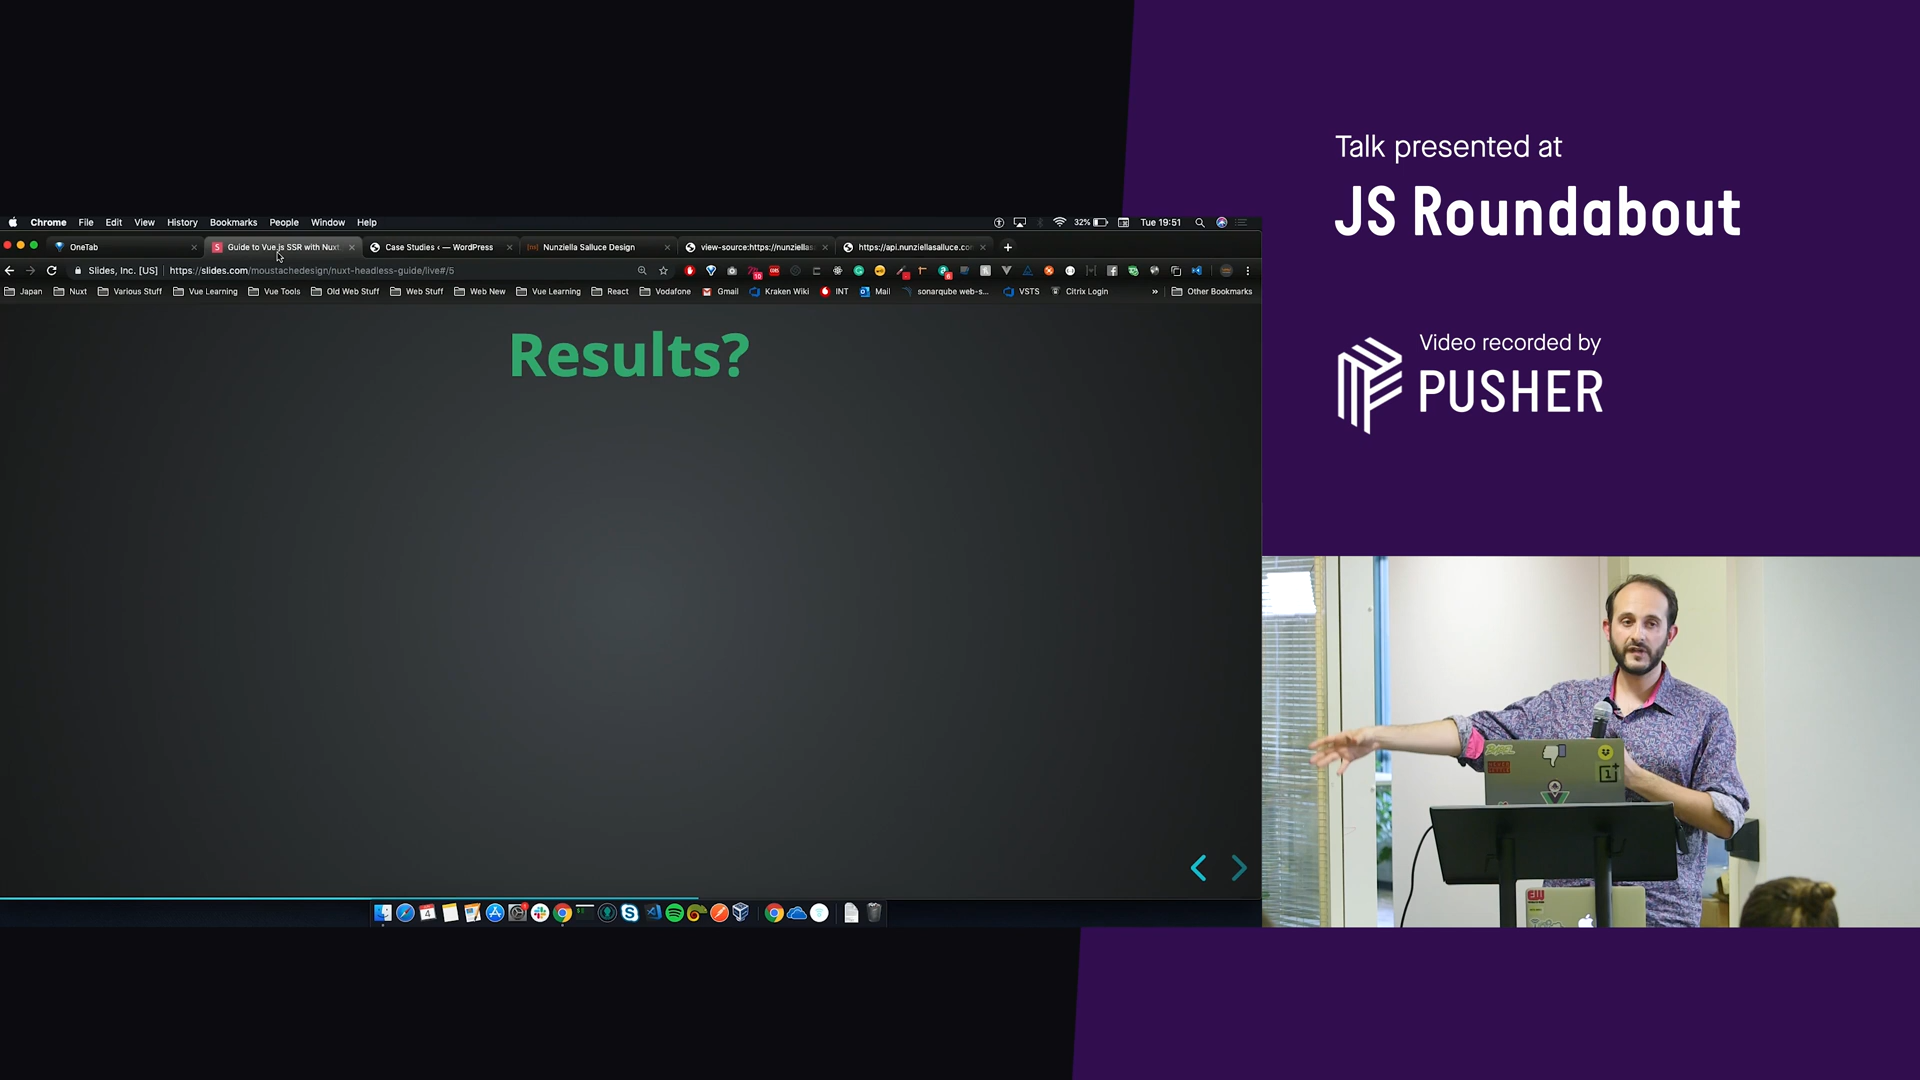 Talk presented at
JS Roundabout
Video recorded by
PUSHER
Chrome File Edit View History Bookmarks People Window Help
32% Tue 19:51
OneTab
Guide to Vue.js SSR with Nuxt
Case Studies ‹ — WordPress
Nunziella Salluce Design
view-source:https://nunziellas
https://api.nunziellasalluce.co
Slides, Inc. [US] https://slides.com/moustachedesign/nuxt-headless-guide/live#/5
Japan Nuxt Various Stuff Vue Learning Vue Tools Old Web Stuff Web Stuff Web New Vue Learning React Vodafone Gmail Kraken Wiki INT Mail sonarqube web-s... VSTS Citrix Login » Other Bookmarks
Results?